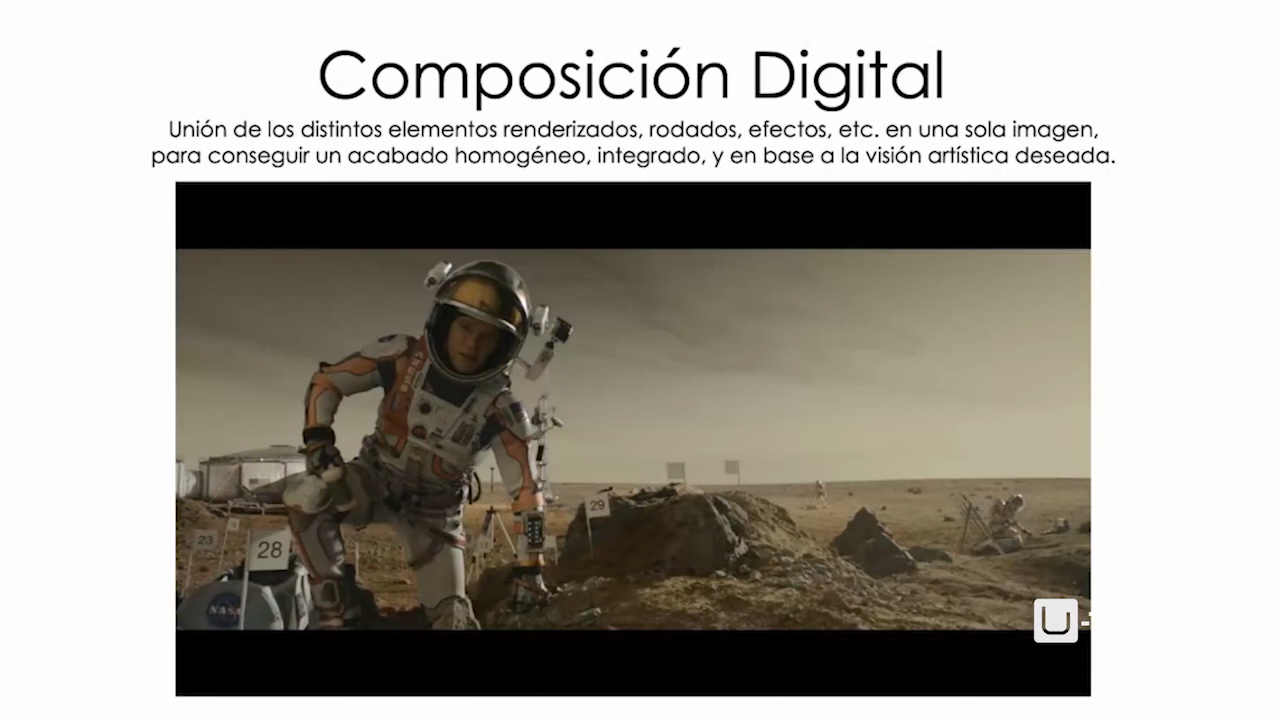 Composición Digital
Unión de los distintos elementos renderizados, rodados, efectos, etc. en una sola imagen,
para conseguir un acabado homogéneo, integrado, y en base a la visión artística deseada.
29
23
28
NASA
U-